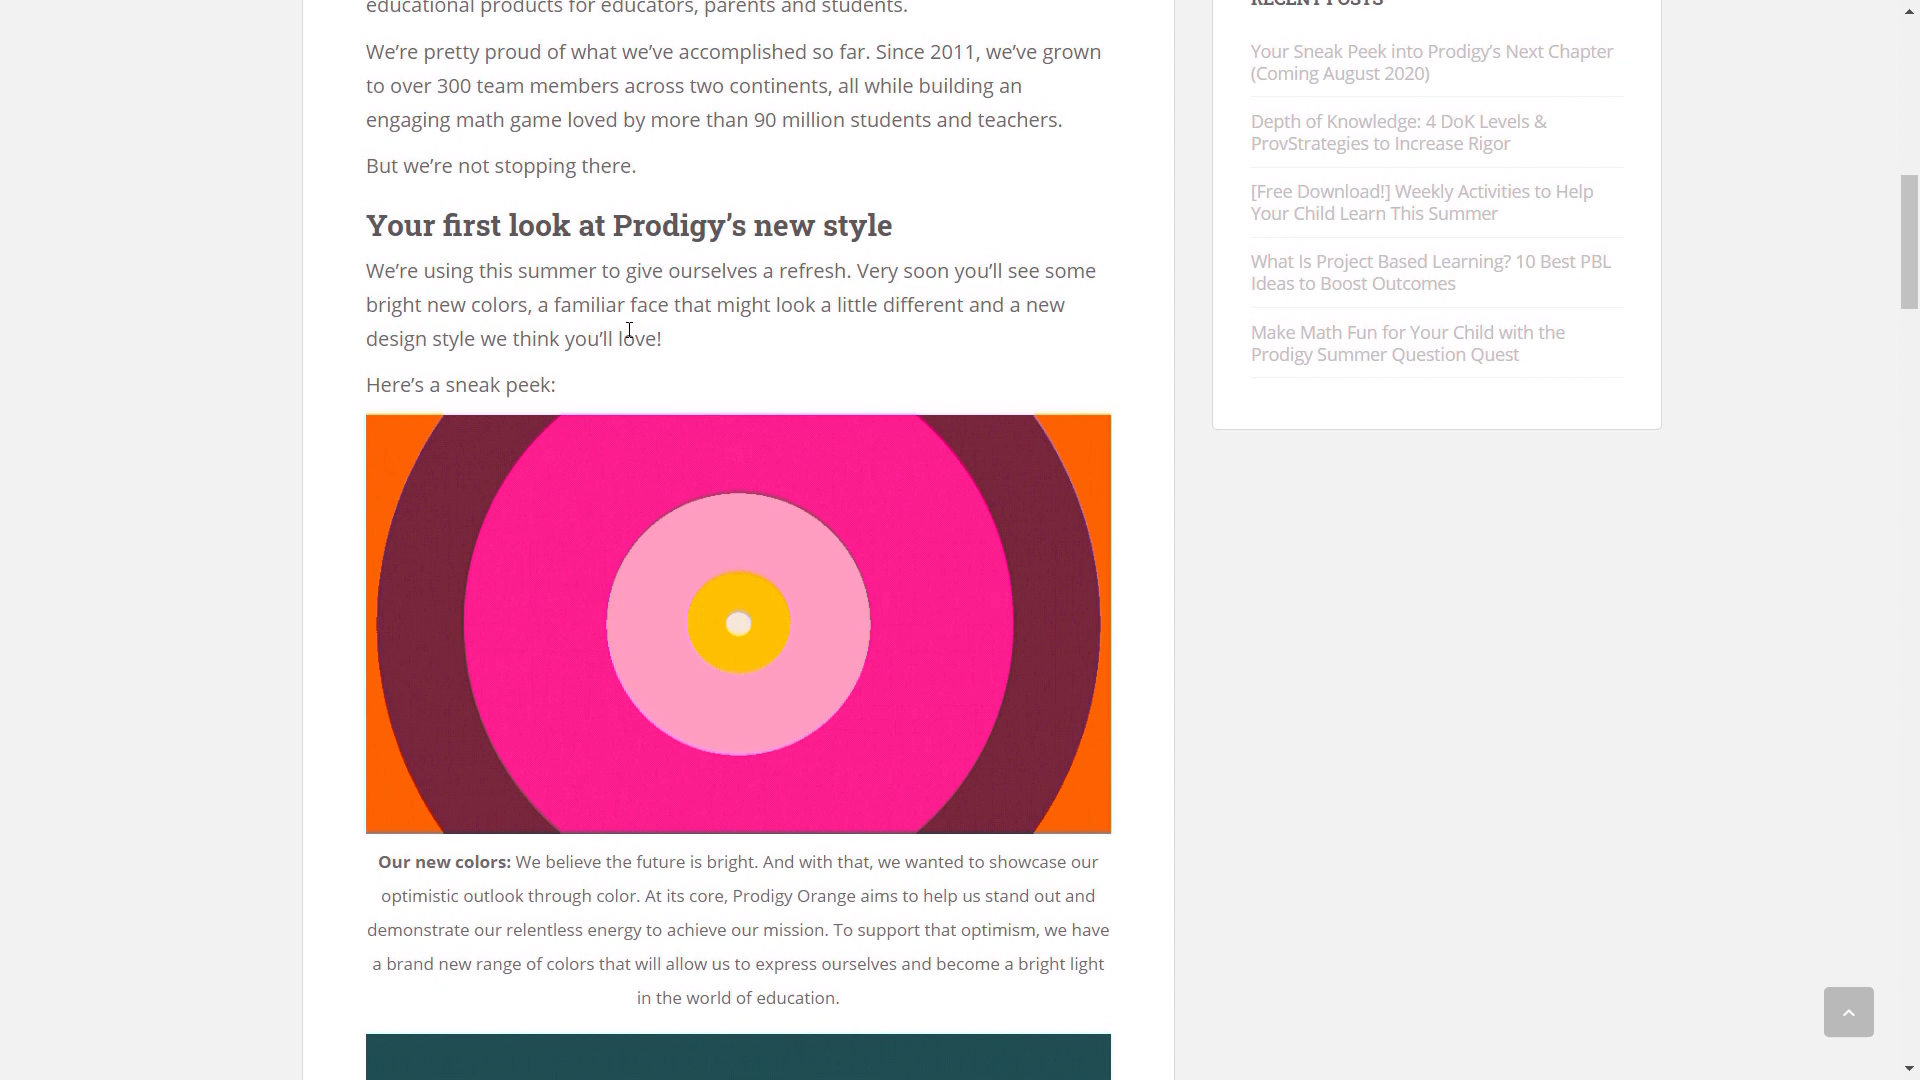 educational products for educators, parents and students.
We’re pretty proud of what we’ve accomplished so far. Since 2011, we’ve grown
to over 300 team members across two continents, all while building an
engaging math game loved by more than 90 million students and teachers.
But we’re not stopping there.
Your first look at Prodigy’s new style
We’re using this summer to give ourselves a refresh. Very soon you’ll see some
bright new colors, a familiar face that might look a little different and a new
design style we think you’ll love!
Here’s a sneak peek:
Our new colors: We believe the future is bright. And with that, we wanted to showcase our
optimistic outlook through color. At its core, Prodigy Orange aims to help us stand out and
demonstrate our relentless energy to achieve our mission. To support that optimism, we have
a brand new range of colors that will allow us to express ourselves and become a bright light
in the world of education.
RECENT POSTS
Your Sneak Peek into Prodigy’s Next Chapter
(Coming August 2020)
Depth of Knowledge: 4 DoK Levels &
ProvStrategies to Increase Rigor
[Free Download!] Weekly Activities to Help
Your Child Learn This Summer
What Is Project Based Learning? 10 Best PBL
Ideas to Boost Outcomes
Make Math Fun for Your Child with the
Prodigy Summer Question Quest